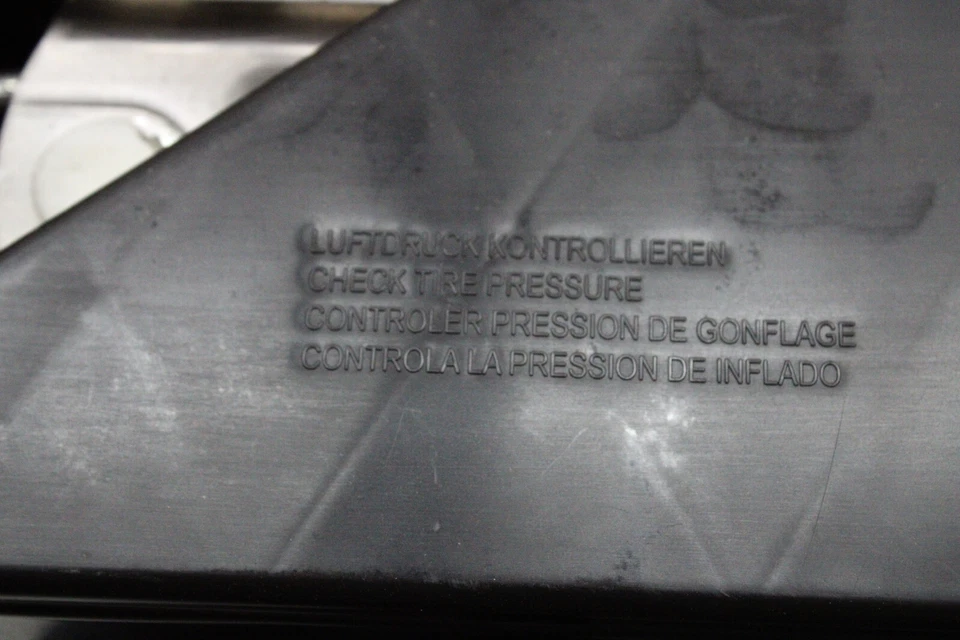 LUFTDRUCK KONTROLLIEREN
CHECK TIRE PRESSURE
CONTROLER PRESSION DE GONFLAGE
CONTROLA LA PRESSION DE INFLADO